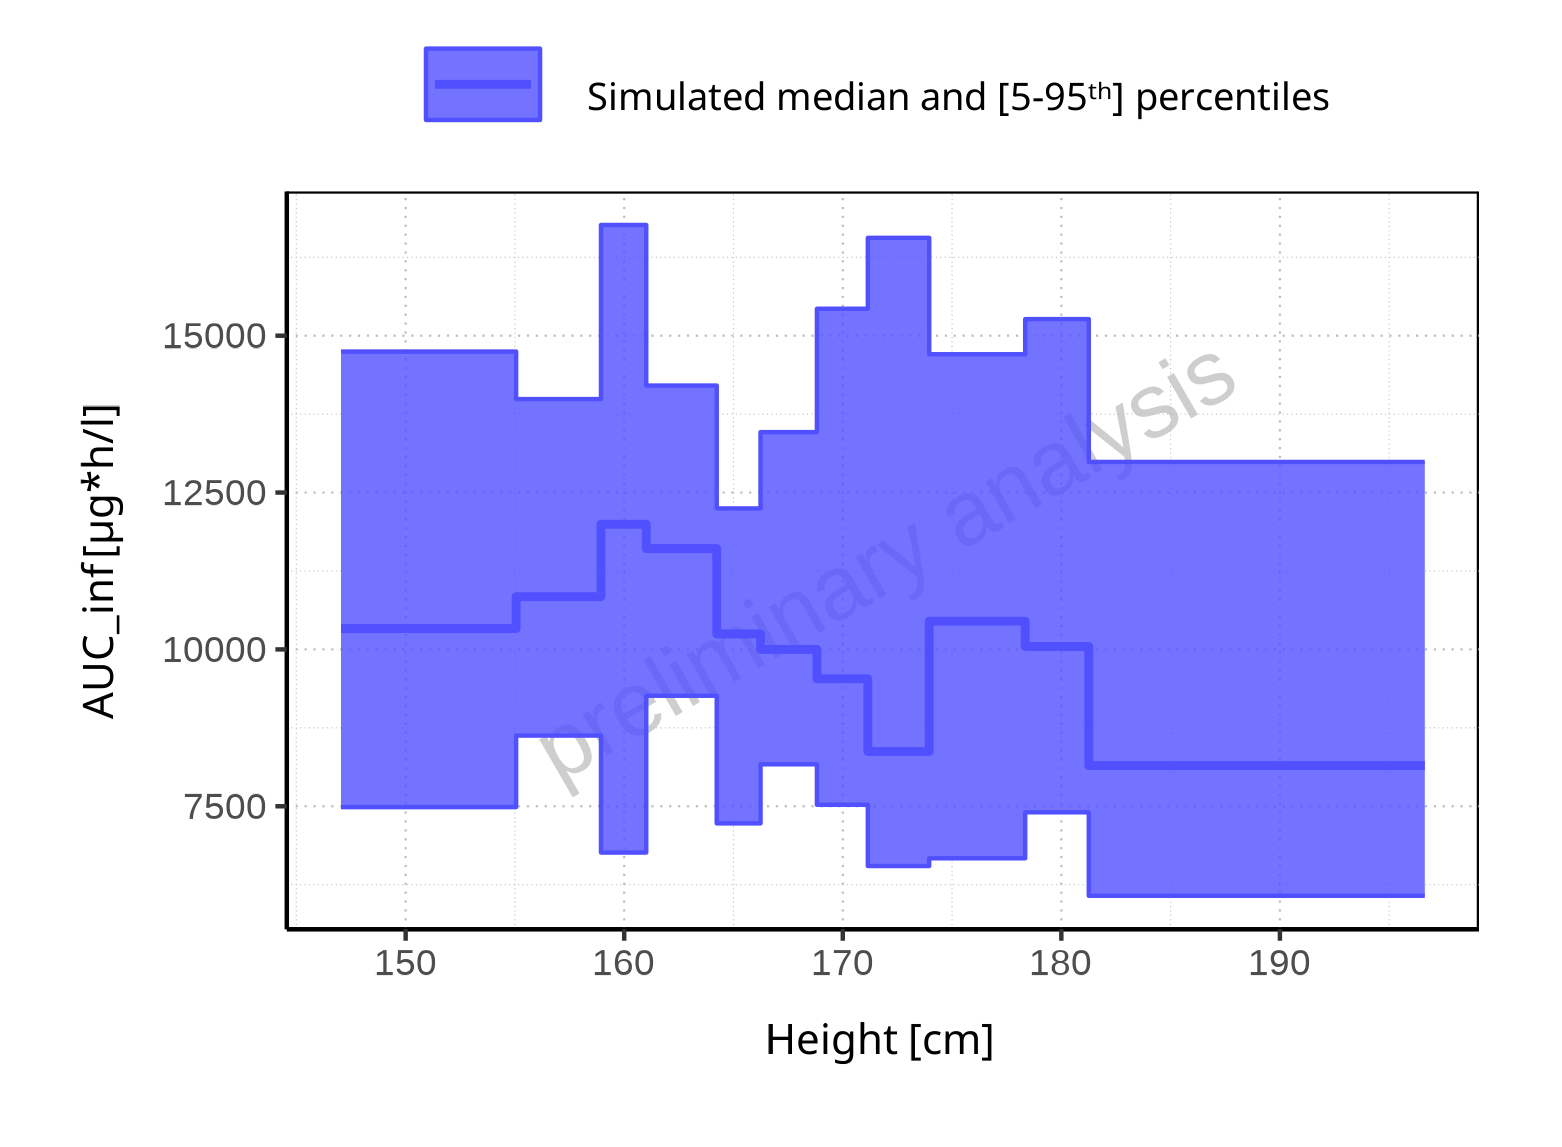 Simulated median and [5-95ᵗʰ] percentiles
AUC_inf[µg*h/l]
15000
12500
10000
7500
preliminary analysis
150 160 170 180 190
Height [cm]